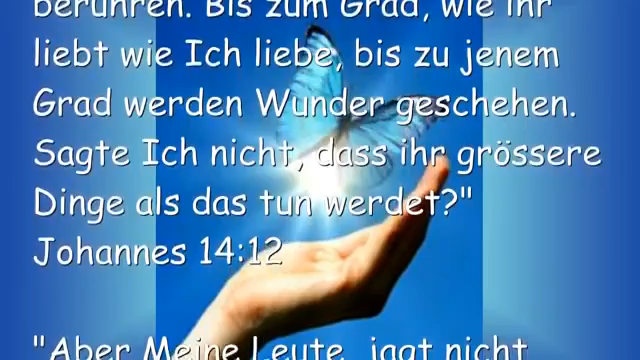 berühren. Bis zum Grad, wie ihr
liebt wie Ich liebe, bis zu jenem
Grad werden Wunder geschehen.
Sagte Ich nicht, dass ihr grössere
Dinge als das tun werdet?"
Johannes 14:12
"Aber Meine Leute, jagt nicht